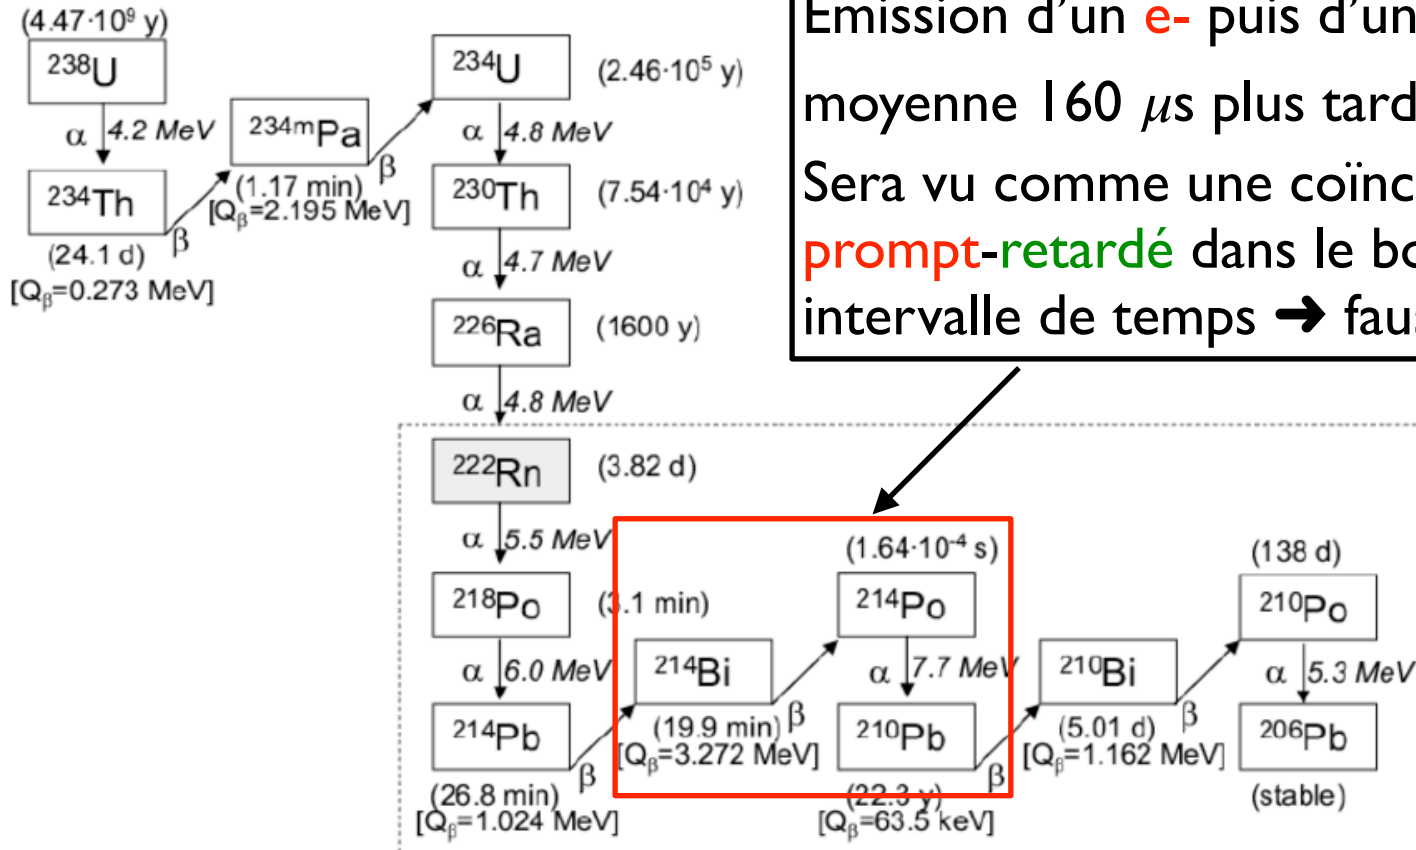 (4.47·10⁹ y)
²³⁸U
α 4.2 MeV
²³⁴Th
(24.1 d)
β
[Qβ=0.273 MeV]
²³⁴ᵐPa
β
(1.17 min)
[Qβ=2.195 MeV]
²³⁴U
(2.46·10⁵ y)
α 4.8 MeV
²³⁰Th
(7.54·10⁴ y)
α 4.7 MeV
²²⁶Ra
(1600 y)
α 4.8 MeV
Emission d’un e- puis d’un
moyenne 160 μs plus tard
Sera vu comme une coïnc
prompt-retardé dans le bo
intervalle de temps ➜ faus
²²²Rn
(3.82 d)
α 5.5 MeV
²¹⁸Po
(3.1 min)
α 6.0 MeV
²¹⁴Pb
(26.8 min)
β
[Qβ=1.024 MeV]
²¹⁴Bi
(19.9 min)
β
[Qβ=3.272 MeV]
(1.64·10⁻⁴ s)
²¹⁴Po
α 7.7 MeV
²¹⁰Pb
(22.3 y)
β
[Qβ=63.5 keV]
²¹⁰Bi
(5.01 d)
β
[Qβ=1.162 MeV]
(138 d)
²¹⁰Po
α 5.3 MeV
²⁰⁶Pb
(stable)